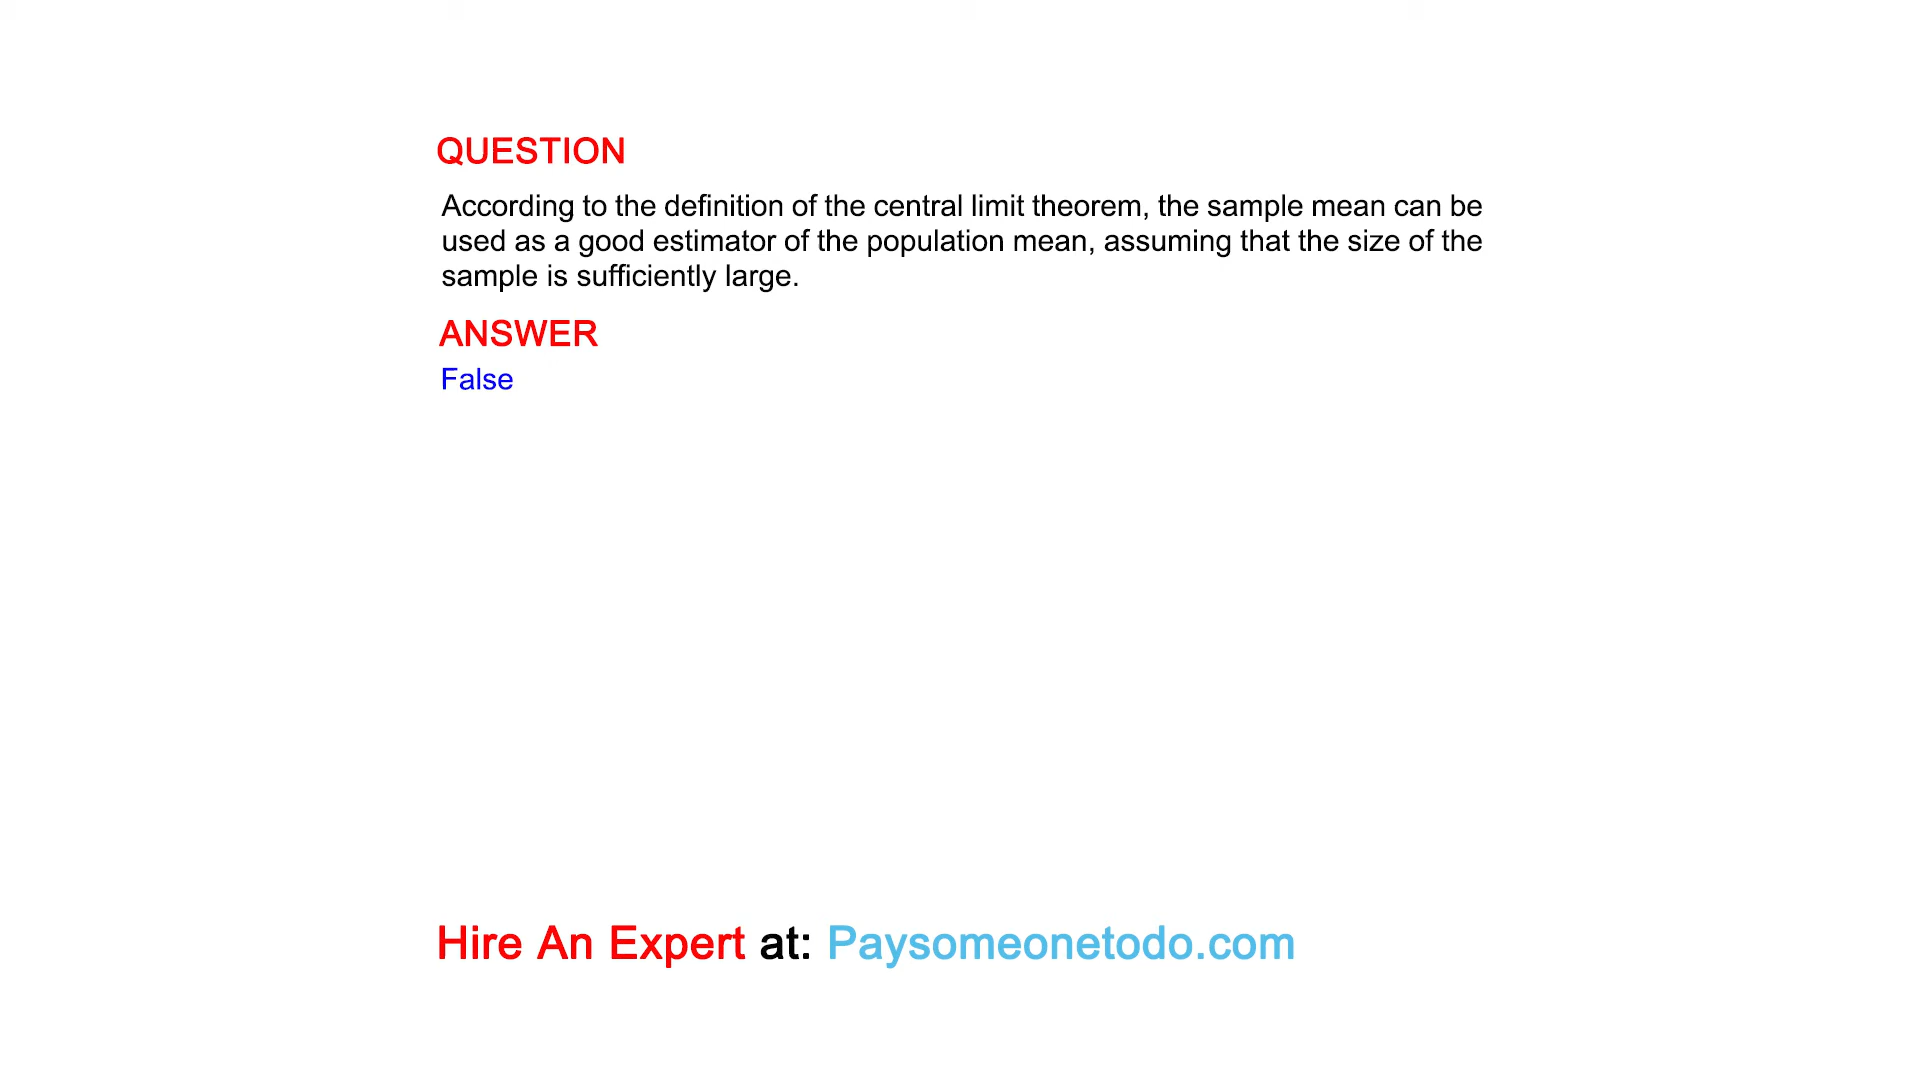 QUESTION
According to the definition of the central limit theorem, the sample mean can be
used as a good estimator of the population mean, assuming that the size of the
sample is sufficiently large.
ANSWER
False
Hire An Expert at: Paysomeonetodo.com